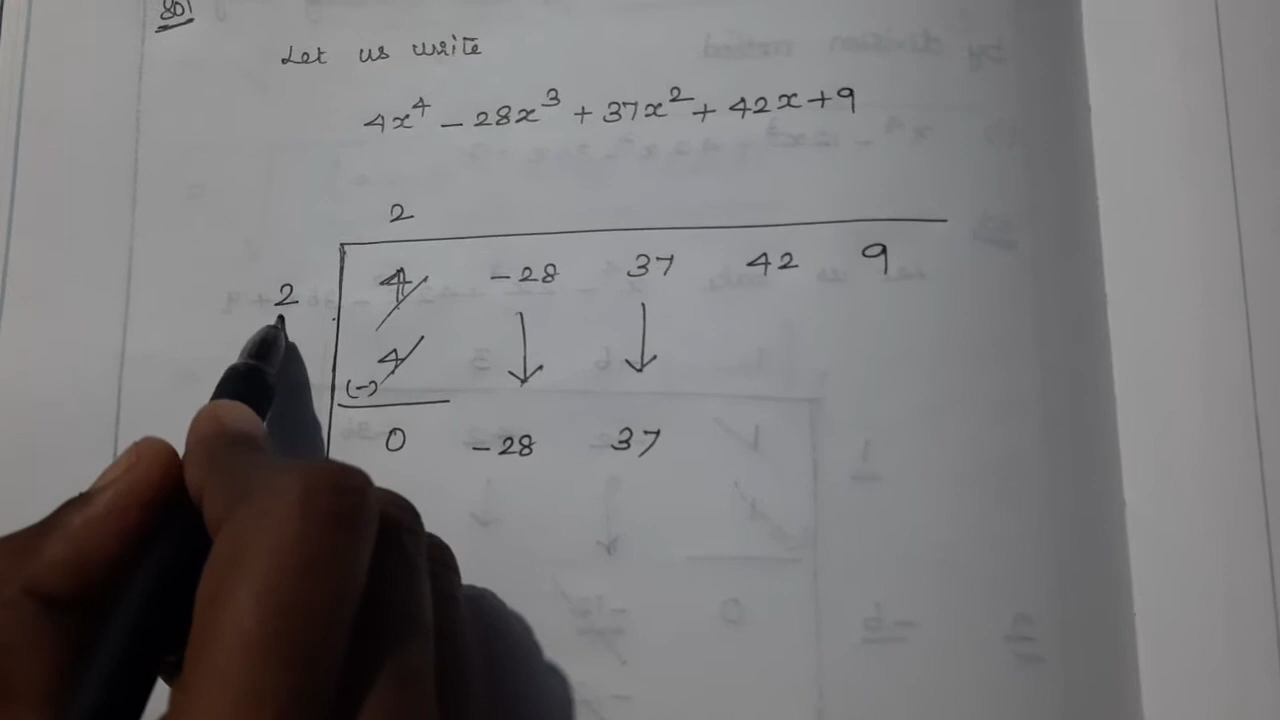 Sol
Let us write
4x⁴ - 28x³ + 37x² + 42x + 9
2
2 4 -28 37 42 9
(-) 4
0 -28 37